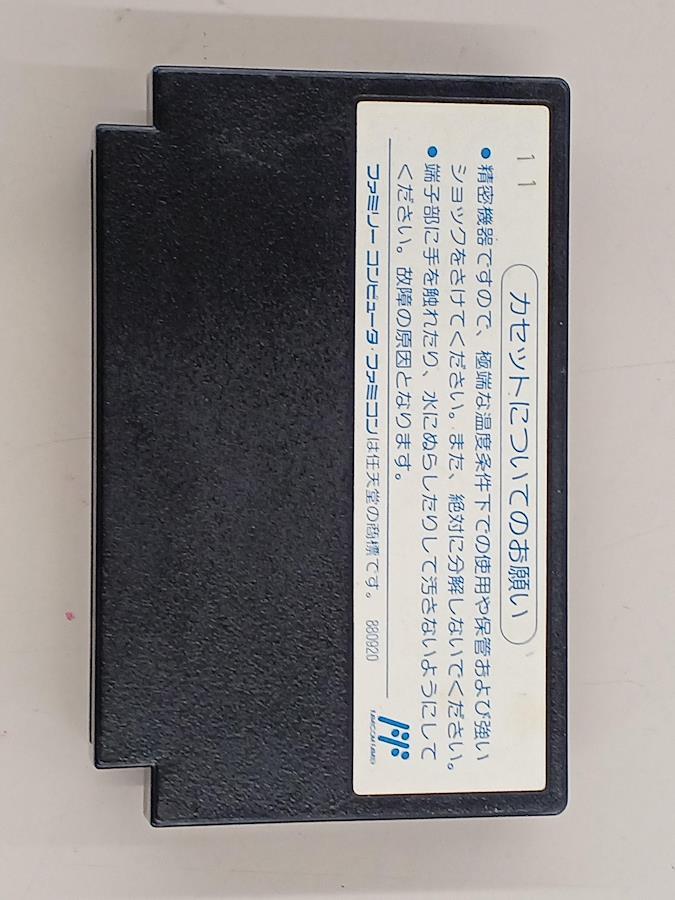 11
カセットについてのお願い
●精密機器ですので、極端な温度条件下での使用や保管および強い
ショックをさけてください。また、絶対に分解しないでください。
●端子部に手を触れたり、水にぬらしたりして汚さないようにして
ください。故障の原因となります。
ファミリー コンピュータ・ファミコンは任天堂の商標です。 880920
FAMICOM FAMILY